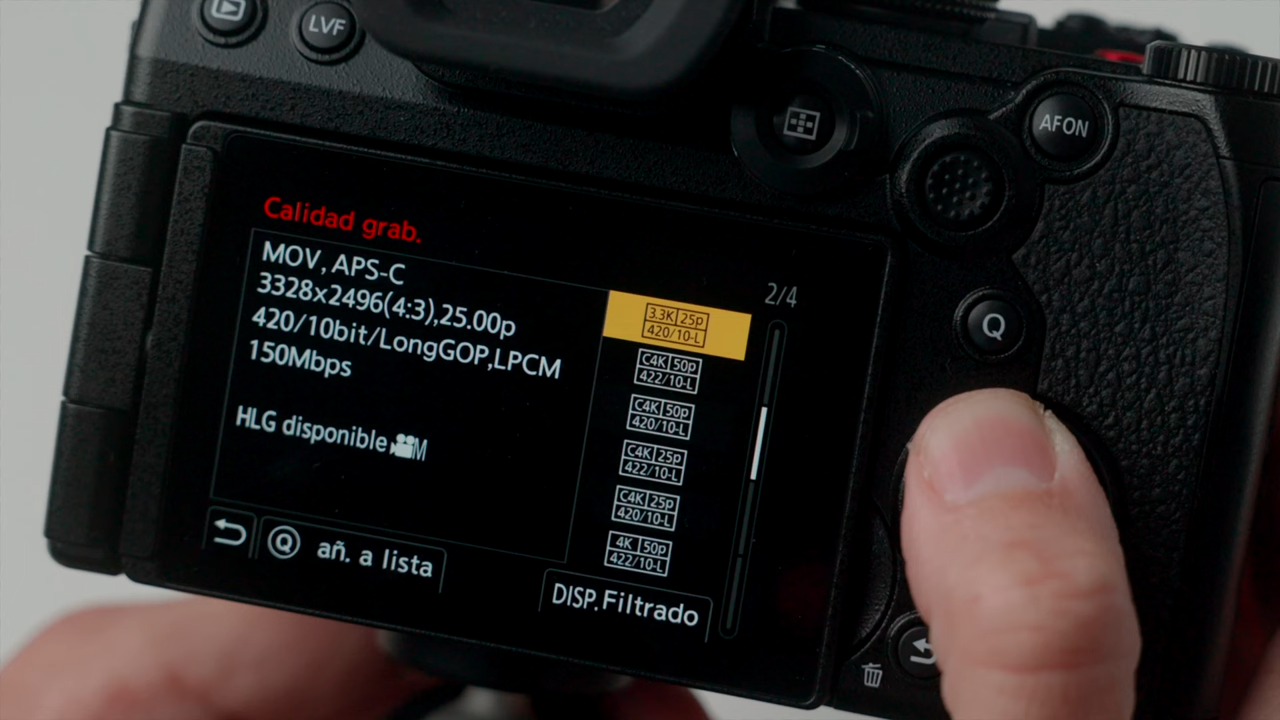 LVF
AFON
Q
Calidad grab.
MOV, APS-C
3328x2496(4:3),25.00p
420/10bit/LongGOP,LPCM
150Mbps
HLG disponible M
2/4
3.3K 25p
420/10-L
C4K 50p
422/10-L
C4K 50p
420/10-L
C4K 25p
422/10-L
C4K 25p
420/10-L
4K 50p
422/10-L
Q añ. a lista
DISP.Filtrado